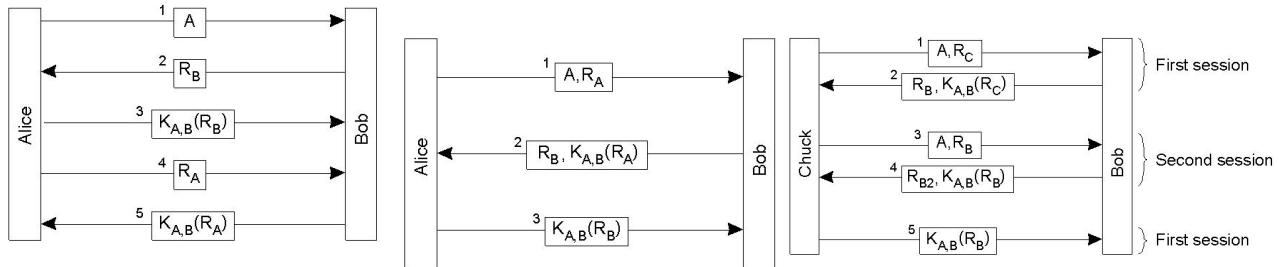 Alice
1 A
2 R_B
3 K_A,B(R_B)
4 R_A
5 K_A,B(R_A)
Bob
Alice
1 A, R_A
2 R_B, K_A,B(R_A)
3 K_A,B(R_B)
Bob
Chuck
1 A, R_C
2 R_B, K_A,B(R_C)
3 A, R_B
4 R_B2, K_A,B(R_B)
5 K_A,B(R_B)
Bob
First session
Second session
First session